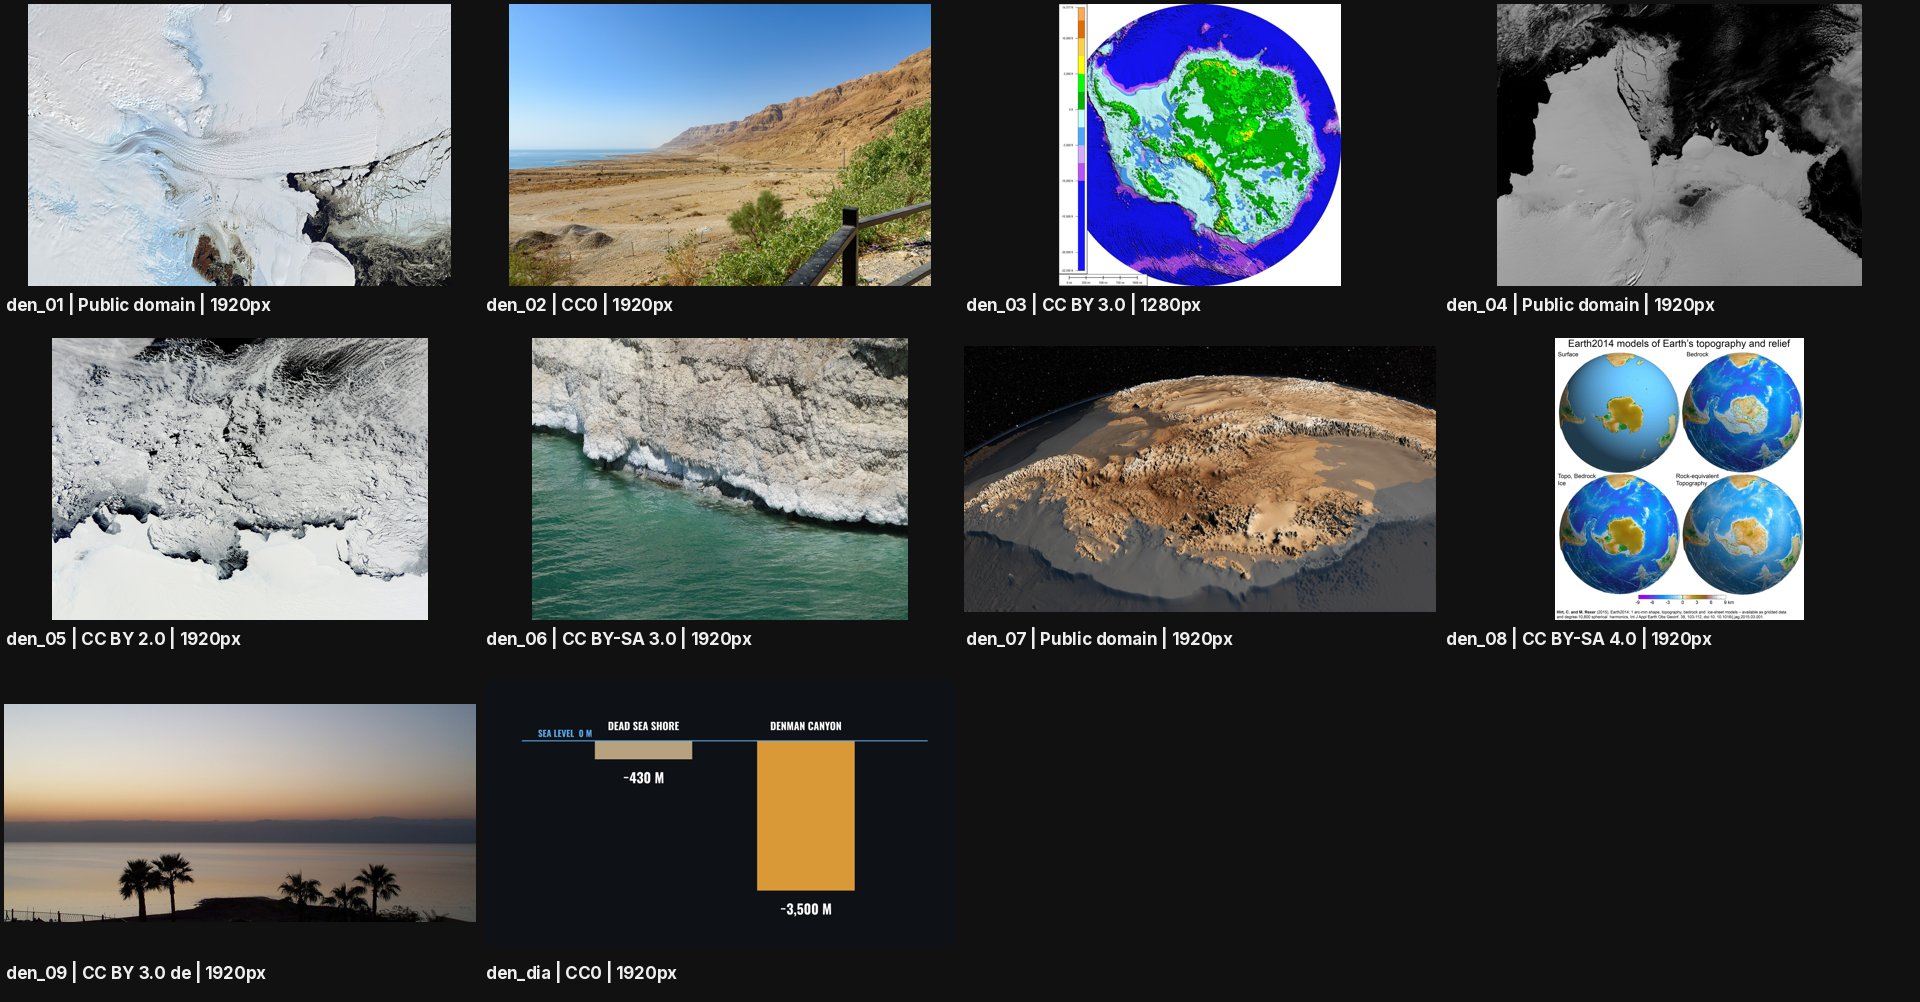 den_01 | Public domain | 1920px
den_02 | CC0 | 1920px
den_03 | CC BY 3.0 | 1280px
den_04 | Public domain | 1920px
Earth2014 models of Earth's topography and relief
Surface
Bedrock
Topo, Bedrock
Ice
Rock-equivalent
Topography
den_05 | CC BY 2.0 | 1920px
den_06 | CC BY-SA 3.0 | 1920px
den_07 | Public domain | 1920px
den_08 | CC BY-SA 4.0 | 1920px
SEA LEVEL 0 M
DEAD SEA SHORE
DENMAN CANYON
-430 M
-3,500 M
den_09 | CC BY 3.0 de | 1920px
den_dia | CC0 | 1920px